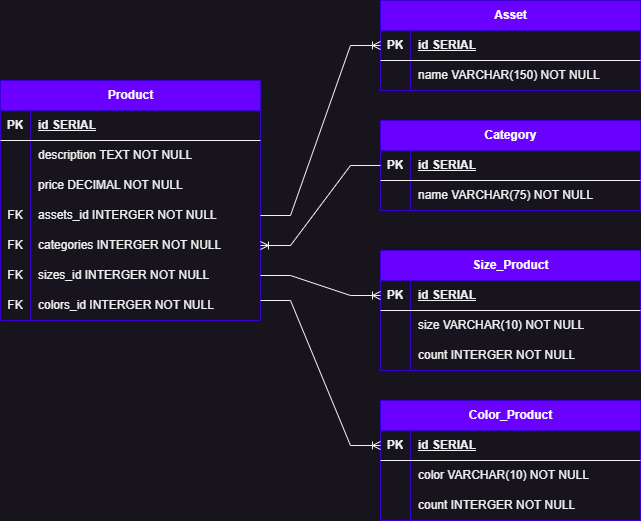 Product
PK id SERIAL
description TEXT NOT NULL
price DECIMAL NOT NULL
FK assets_id INTERGER NOT NULL
FK categories INTERGER NOT NULL
FK sizes_id INTERGER NOT NULL
FK colors_id INTERGER NOT NULL
Asset
PK id SERIAL
name VARCHAR(150) NOT NULL
Category
PK id SERIAL
name VARCHAR(75) NOT NULL
Size_Product
PK id SERIAL
size VARCHAR(10) NOT NULL
count INTERGER NOT NULL
Color_Product
PK id SERIAL
color VARCHAR(10) NOT NULL
count INTERGER NOT NULL